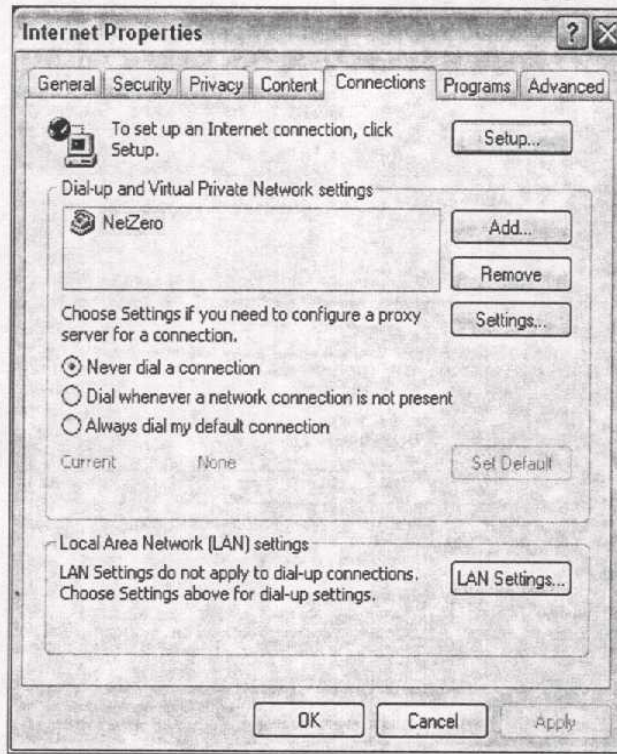 Internet Properties
General Security Privacy Content Connections Programs Advanced
To set up an Internet connection, click
Setup.
Setup...
Dial-up and Virtual Private Network settings
NetZero
Add...
Remove
Choose Settings if you need to configure a proxy
server for a connection.
Settings...
Never dial a connection
Dial whenever a network connection is not present
Always dial my default connection
Current None
Set Default
Local Area Network (LAN) settings
LAN Settings do not apply to dial-up connections.
Choose Settings above for dial-up settings.
LAN Settings...
OK Cancel Apply